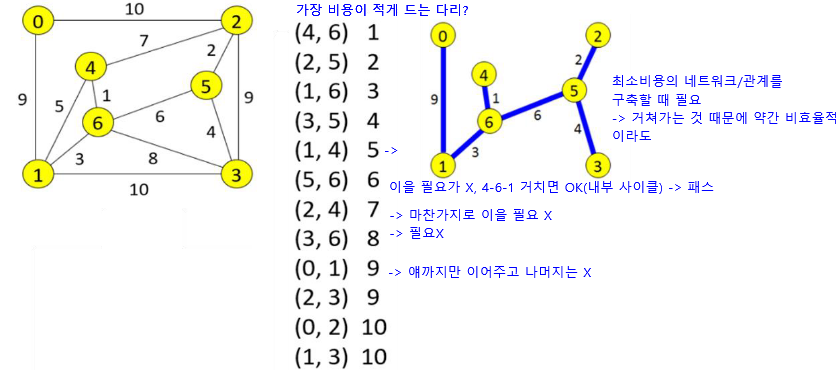 10
0
2
7
4
2
5
9
5
1
6
9
6
4
3
8
1
3
10
가장 비용이 적게 드는 다리?
(4, 6) 1
(2, 5) 2
(1, 6) 3
(3, 5) 4
(1, 4) 5 ->
(5, 6) 6
(2, 4) 7
(3, 6) 8
(0, 1) 9
(2, 3) 9
(0, 2) 10
(1, 3) 10
0
2
4
2
5
9
1
6
6
4
3
1
3
최소비용의 네트워크/관계를
구축할 때 필요
-> 거쳐가는 것 때문에 약간 비효율적
이라도
이을 필요가 X, 4-6-1 거치면 OK(내부 사이클) -> 패스
-> 마찬가지로 이을 필요 X
-> 필요X
-> 얘까지만 이어주고 나머지는 X